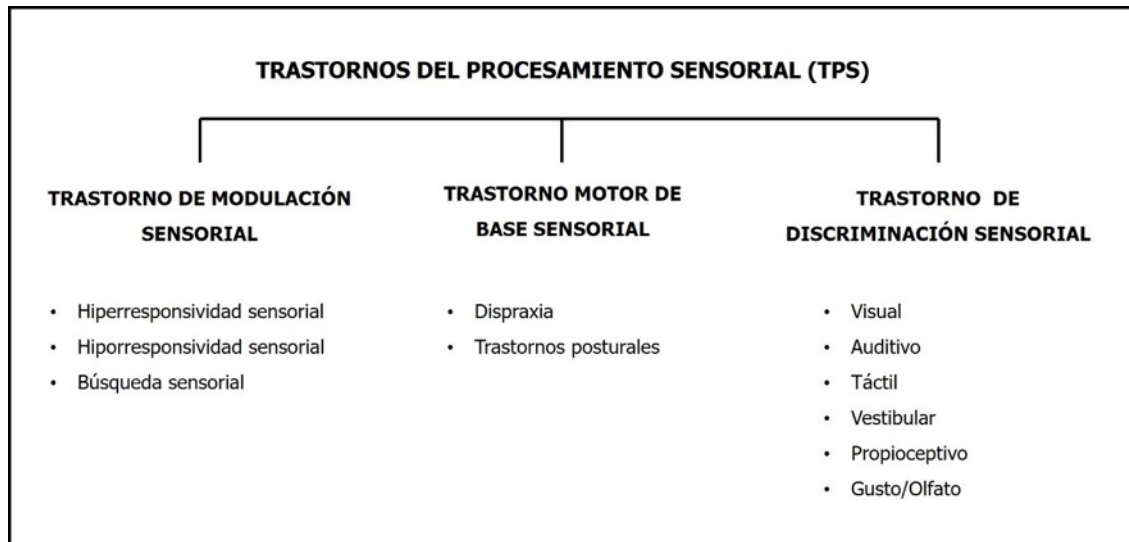 TRASTORNOS DEL PROCESAMIENTO SENSORIAL (TPS)
TRASTORNO DE MODULACIÓN
SENSORIAL
• Hiperresponsividad sensorial
• Hiporresponsividad sensorial
• Búsqueda sensorial
TRASTORNO MOTOR DE
BASE SENSORIAL
• Dispraxia
• Trastornos posturales
TRASTORNO DE
DISCRIMINACIÓN SENSORIAL
• Visual
• Auditivo
• Táctil
• Vestibular
• Propioceptivo
• Gusto/Olfato